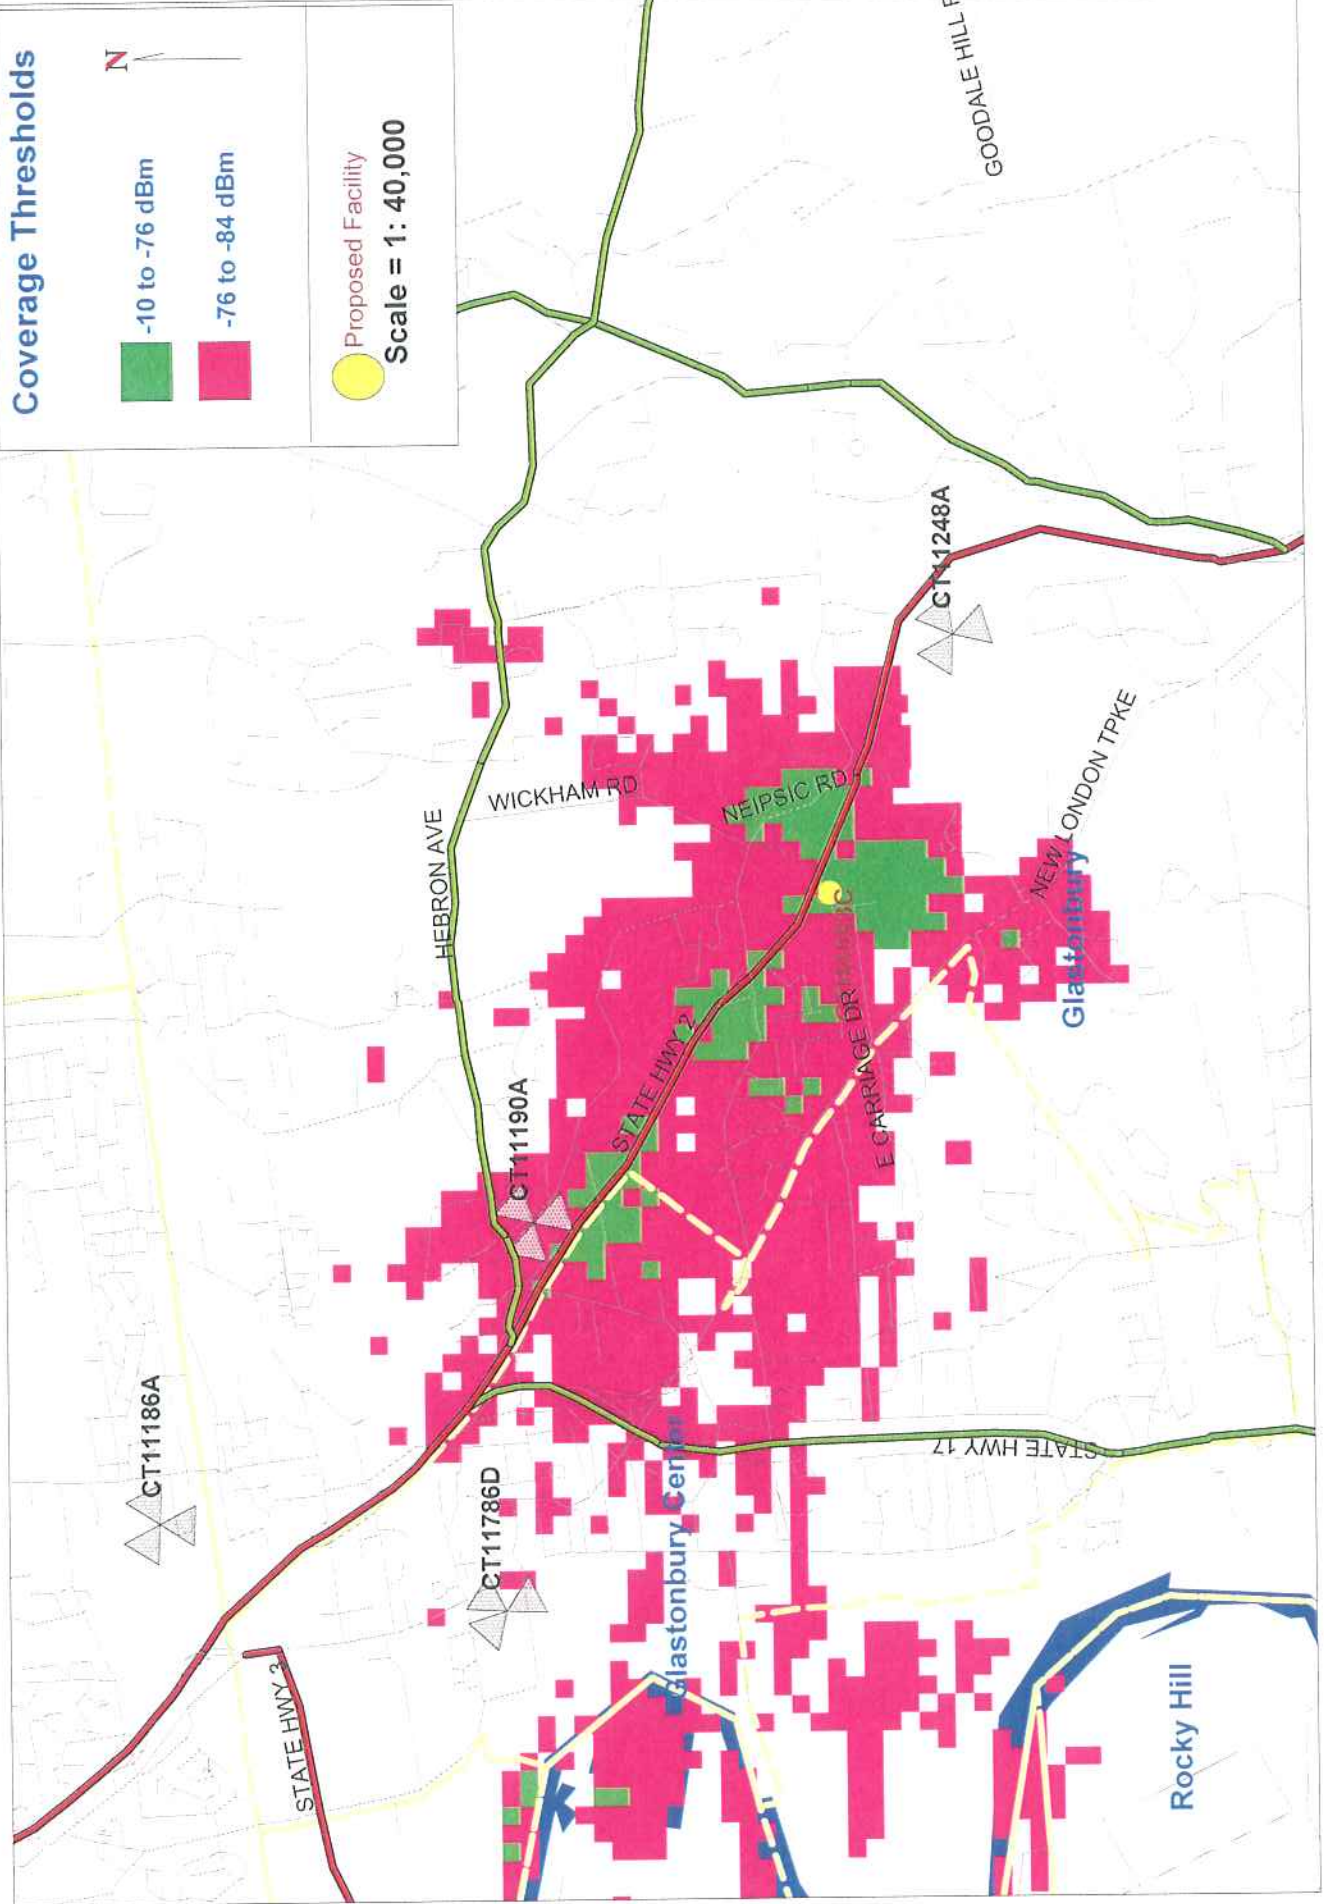 Coverage Thresholds
N
-10 to -76 dBm
-76 to -84 dBm
Proposed Facility
Scale = 1: 40,000
GOODALE HILL
CT11248A
NEW LONDON TPKE
WICKHAM RD
NEIPSIC RD
HEBRON AVE
Glastonbury
E CARRIAGE DR
STATE HWY 2
CT11190A
CT11186A
CT11786D
STATE HWY 17
Glastonbury Center
STATE HWY 3
Rocky Hill